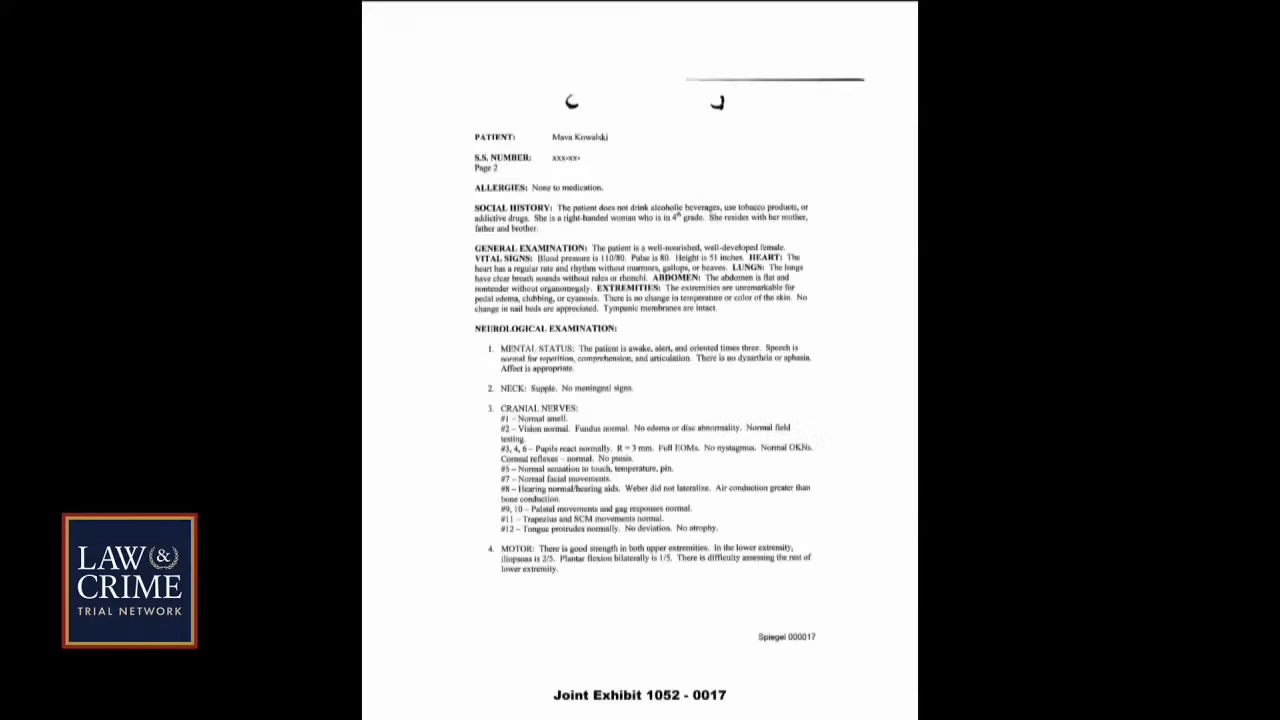 PATIENT: Maya Kowalski
S.S. NUMBER: xxx-xx-
Page 2
ALLERGIES: None to medication.
SOCIAL HISTORY: The patient does not drink alcoholic beverages, use tobacco products, or
addictive drugs. She is a right-handed woman who is in 4th grade. She resides with her mother,
father and brother.
GENERAL EXAMINATION: The patient is a well-nourished, well-developed female.
VITAL SIGNS: Blood pressure is 110/80. Pulse is 80. Height is 51 inches. HEART: The
heart has a regular rate and rhythm without murmurs, gallops, or heaves. LUNGS: The lungs
have clear breath sounds without rales or rhonchi. ABDOMEN: The abdomen is flat and
nontender without organomegaly. EXTREMITIES: The extremities are unremarkable for
pedal edema, clubbing, or cyanosis. There is no change in temperature or color of the skin. No
change in nail beds are appreciated. Tympanic membranes are intact.
NEUROLOGICAL EXAMINATION:
1. MENTAL STATUS: The patient is awake, alert, and oriented times three. Speech is
normal for repetition, comprehension, and articulation. There is no dysarthria or aphasia.
Affect is appropriate.
2. NECK: Supple. No meningeal signs.
3. CRANIAL NERVES:
#1 – Normal smell.
#2 – Vision normal. Fundus normal. No edema or disc abnormality. Normal field
testing.
#3, 4, 6 – Pupils react normally. R = 3 mm. Full EOMs. No nystagmus. Normal OKNs.
Corneal reflexes – normal. No ptosis.
#5 – Normal sensation to touch, temperature, pin.
#7 – Normal facial movements.
#8 – Hearing normal/hearing aids. Weber did not lateralize. Air conduction greater than
bone conduction.
#9, 10 – Palatal movements and gag responses normal.
#11 – Trapezius and SCM movements normal.
#12 – Tongue protrudes normally. No deviation. No atrophy.
4. MOTOR: There is good strength in both upper extremities. In the lower extremity,
iliopsoas is 2/5. Plantar flexion bilaterally is 1/5. There is difficulty assessing the rest of
lower extremity.
Spiegel 000017
Joint Exhibit 1052 - 0017
LAW &
CRIME
TRIAL NETWORK